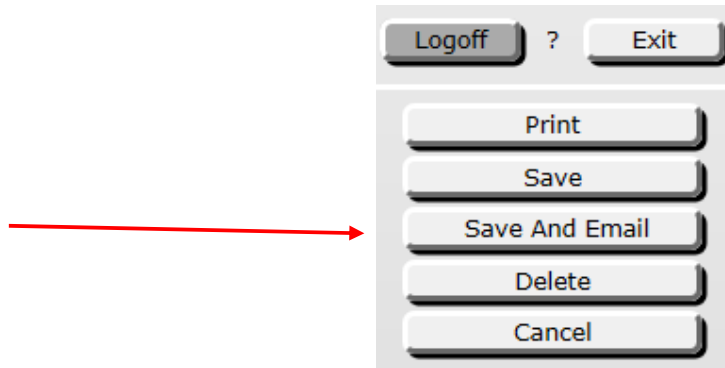 Logoff ? Exit
Print
Save
Save And Email
Delete
Cancel